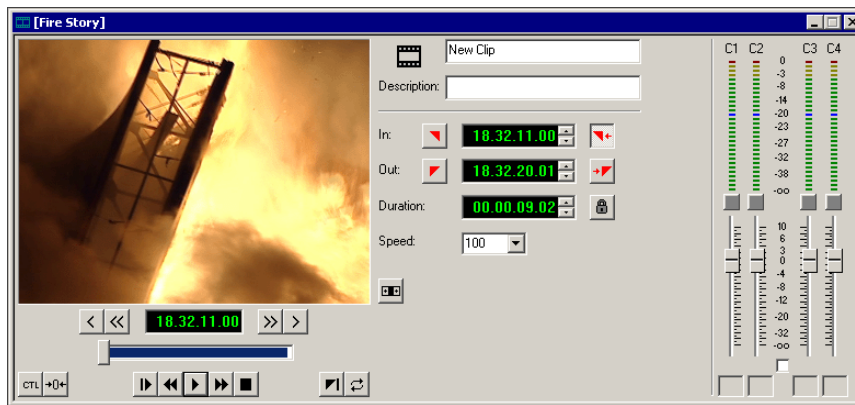 [Fire Story]
New Clip
Description:
In: 18.32.11.00
Out: 18.32.20.01
Duration: 00.00.09.02
Speed: 100
18.32.11.00
CTL →0←
C1 C2 C3 C4
0
-3
-8
-14
-20
-23
-27
-32
-38
-oo
10
6
3
0
-4
-8
-12
-20
-32
-oo